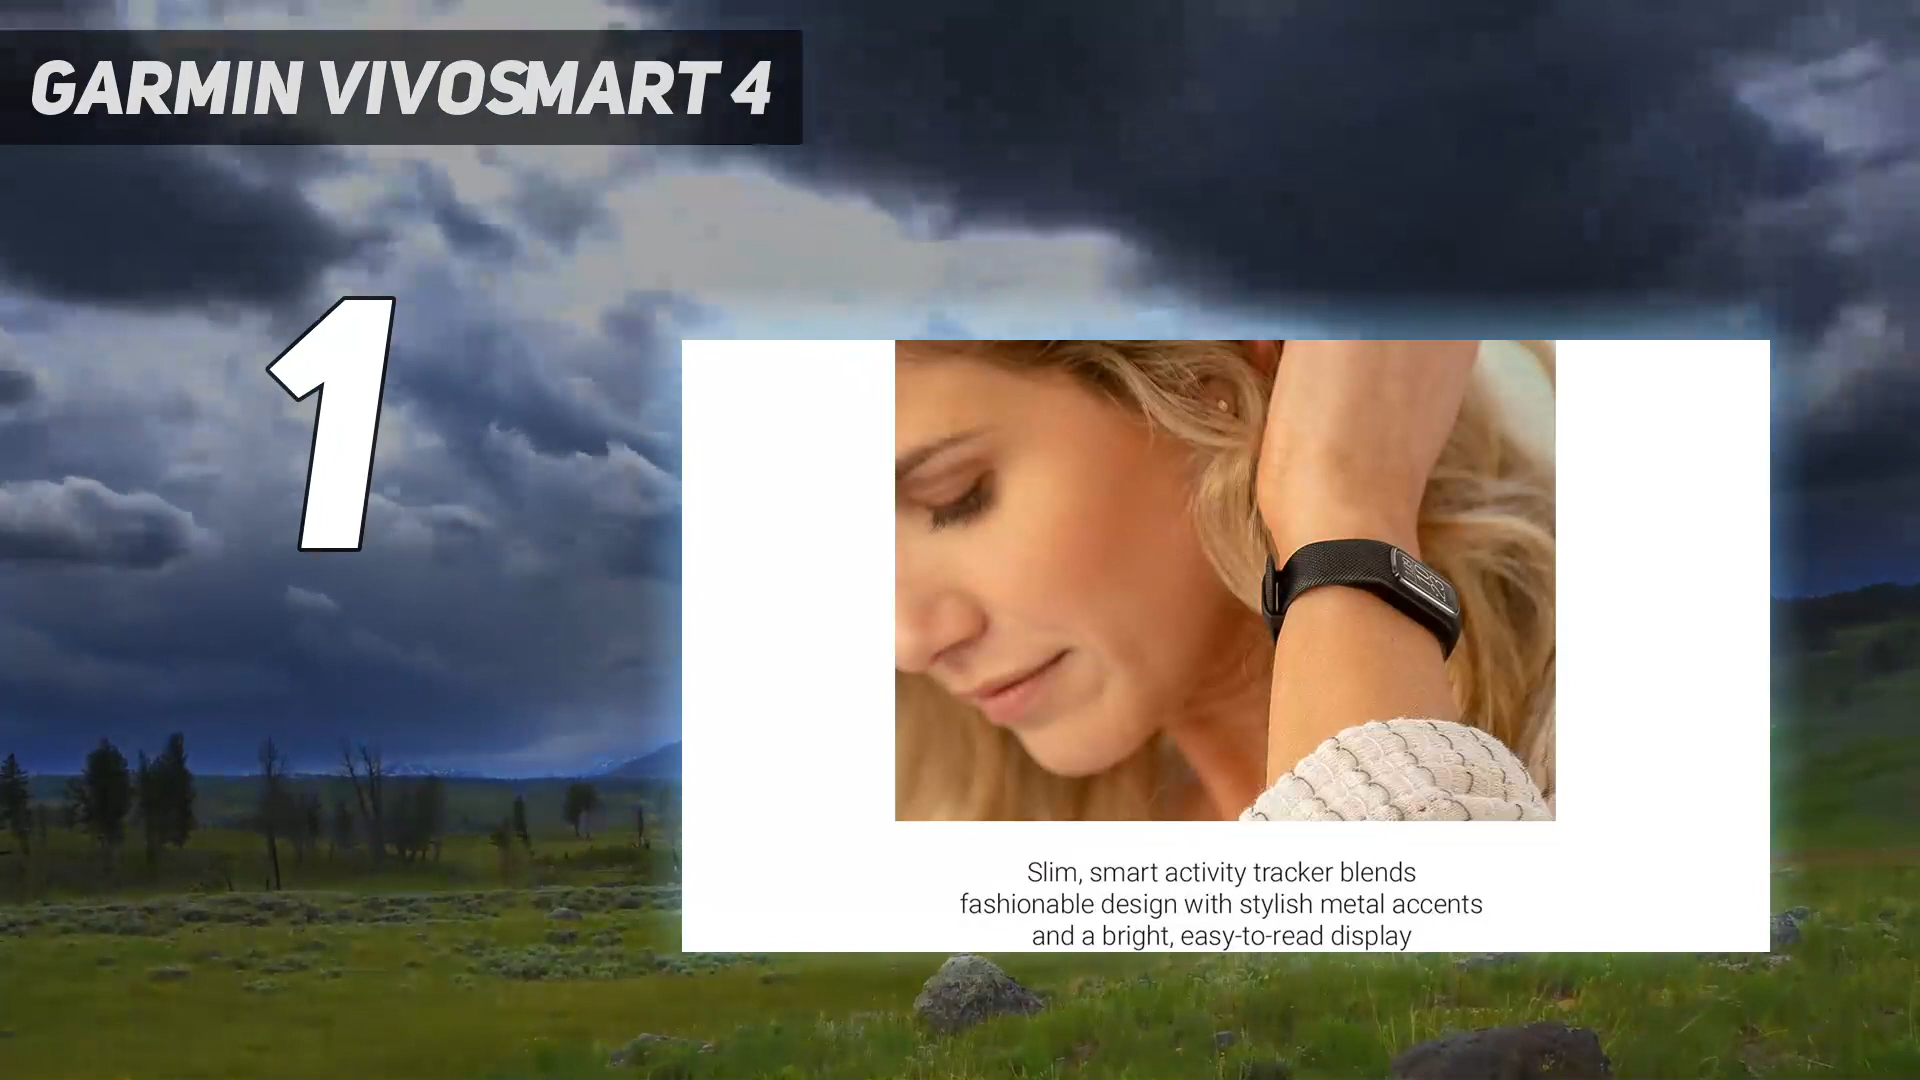 GARMIN VIVOSMART 4
1
Slim, smart activity tracker blends
fashionable design with stylish metal accents
and a bright, easy-to-read display